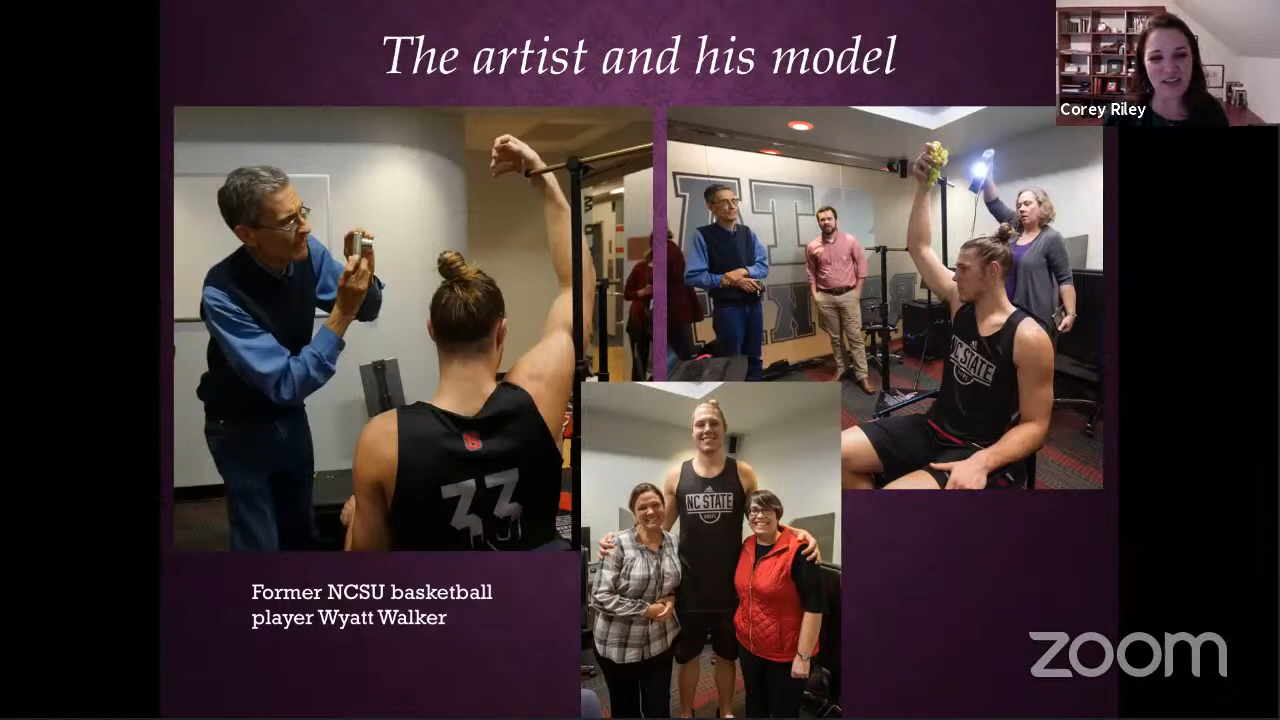 The artist and his model
Corey Riley
33
NC STATE
NC STATE
Former NCSU basketball
player Wyatt Walker
zoom